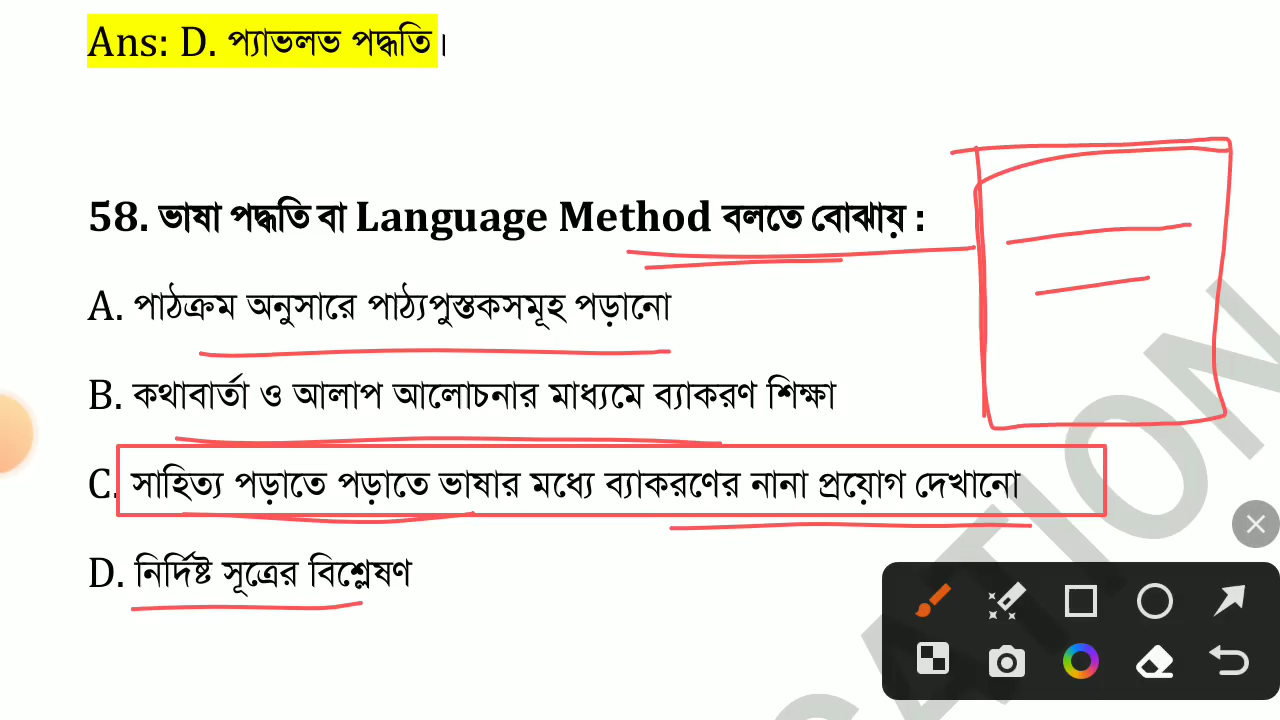 Ans: D. প্যাভলভ পদ্ধতি।
58. ভাষা পদ্ধতি বা Language Method বলতে বোঝায় :
A. পাঠক্রম অনুসারে পাঠ্যপুস্তকসমূহ পড়ানো
B. কথাবার্তা ও আলাপ আলোচনার মাধ্যমে ব্যাকরণ শিক্ষা
C. সাহিত্য পড়াতে পড়াতে ভাষার মধ্যে ব্যাকরণের নানা প্রয়োগ দেখানো
D. নির্দিষ্ট সূত্রের বিশ্লেষণ